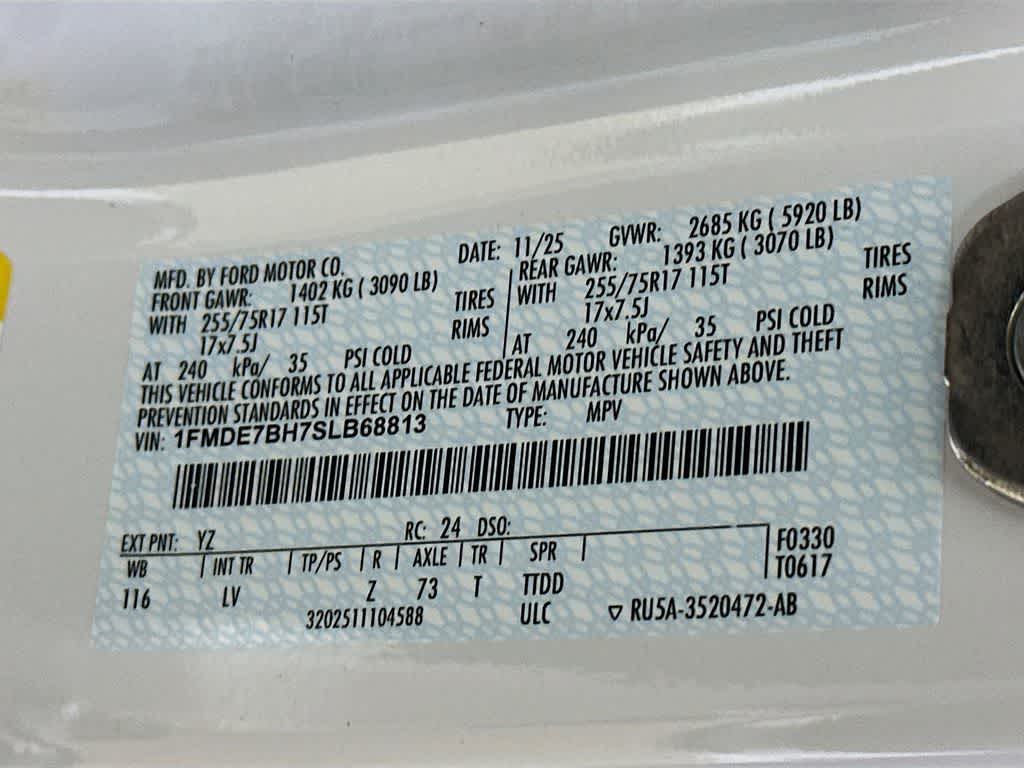 MFD. BY FORD MOTOR CO. DATE: 11/25 GVWR: 2685 KG ( 5920 LB)
FRONT GAWR: 1402 KG ( 3090 LB) REAR GAWR: 1393 KG ( 3070 LB)
WITH 255/75R17 115T TIRES WITH 255/75R17 115T TIRES
17x7.5J RIMS 17x7.5J RIMS
AT 240 kPa/ 35 PSI COLD AT 240 kPa/ 35 PSI COLD
THIS VEHICLE CONFORMS TO ALL APPLICABLE FEDERAL MOTOR VEHICLE SAFETY AND THEFT
PREVENTION STANDARDS IN EFFECT ON THE DATE OF MANUFACTURE SHOWN ABOVE.
VIN: 1FMDE7BH7SLB68813 TYPE: MPV
EXT PNT: YZ RC: 24 DSO:
WB INT TR TP/PS R AXLE TR SPR F0330
116 LV Z 73 T TTDD T0617
3202511104588 ULC ▽ RU5A-3520472-AB